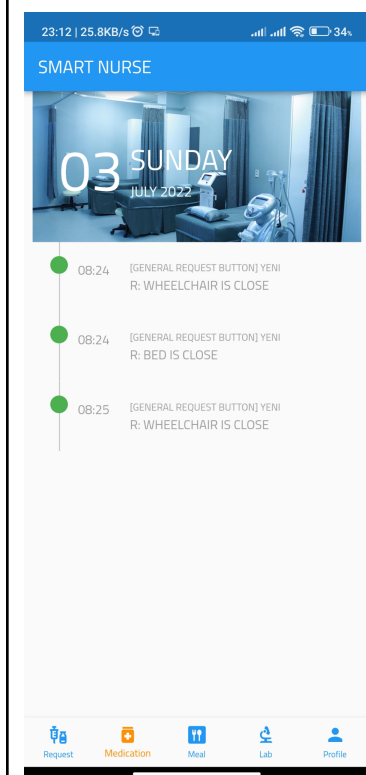 23:12 | 25.8KB/s
34%
SMART NURSE
03 SUNDAY
JULY 2022
08:24 [GENERAL REQUEST BUTTON] YENI
R: WHEELCHAIR IS CLOSE
08:24 [GENERAL REQUEST BUTTON] YENI
R: BED IS CLOSE
08:25 [GENERAL REQUEST BUTTON] YENI
R: WHEELCHAIR IS CLOSE
Request Medication Meal Lab Profile